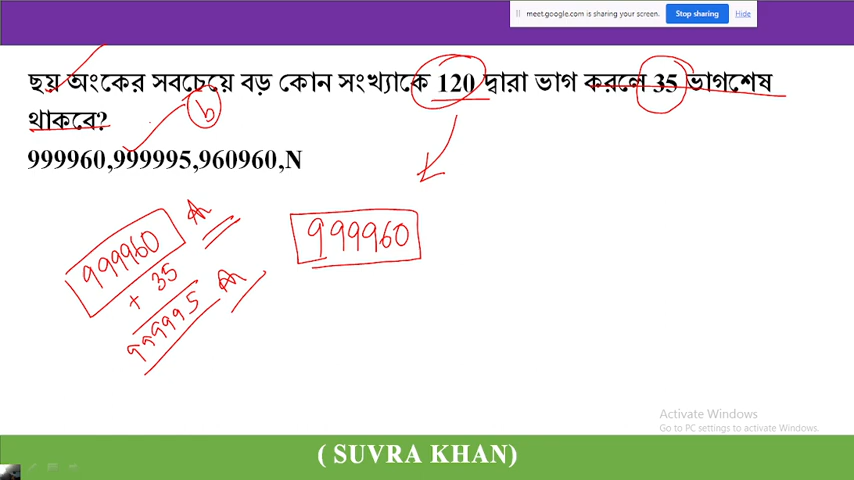 meet.google.com is sharing your screen. Stop sharing Hide
ছয় অংকের সবচেয়ে বড় কোন সংখ্যাকে 120 দ্বারা ভাগ করলে 35 ভাগশেষ
থাকবে?
b
999960,999995,960960,N
999960
+ 35
999995
999960
Activate Windows
Go to PC settings to activate Windows.
( SUVRA KHAN)